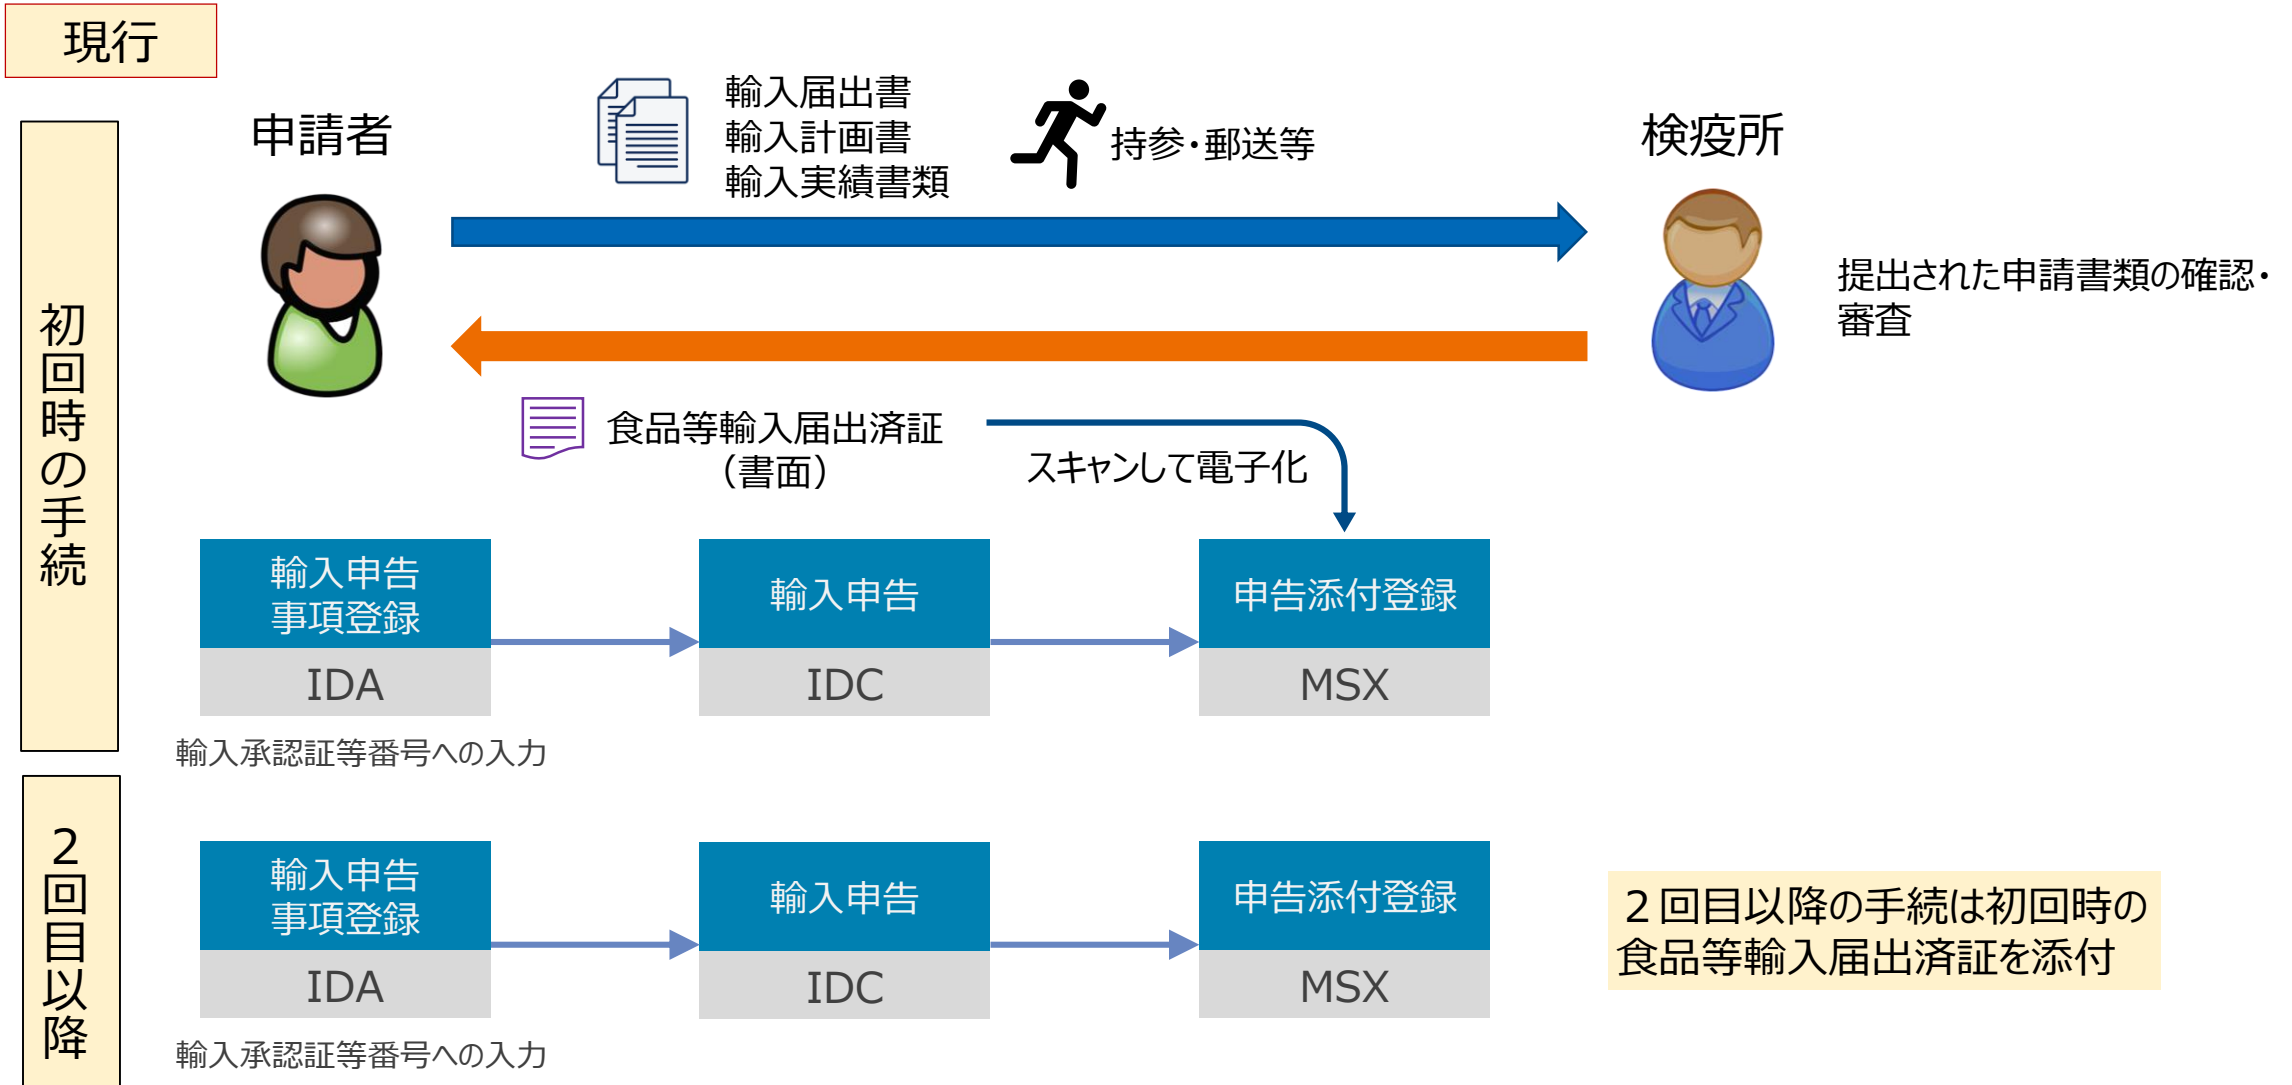 現行
初回時の手続
申請者
輸入届出書
輸入計画書
輸入実績書類
持参・郵送等
検疫所
提出された申請書類の確認・
審査
食品等輸入届出済証
（書面）
スキャンして電子化
輸入申告
事項登録
IDA
輸入申告
IDC
申告添付登録
MSX
輸入承認証等番号への入力
２回目以降
輸入申告
事項登録
IDA
輸入申告
IDC
申告添付登録
MSX
輸入承認証等番号への入力
２回目以降の手続は初回時の
食品等輸入届出済証を添付